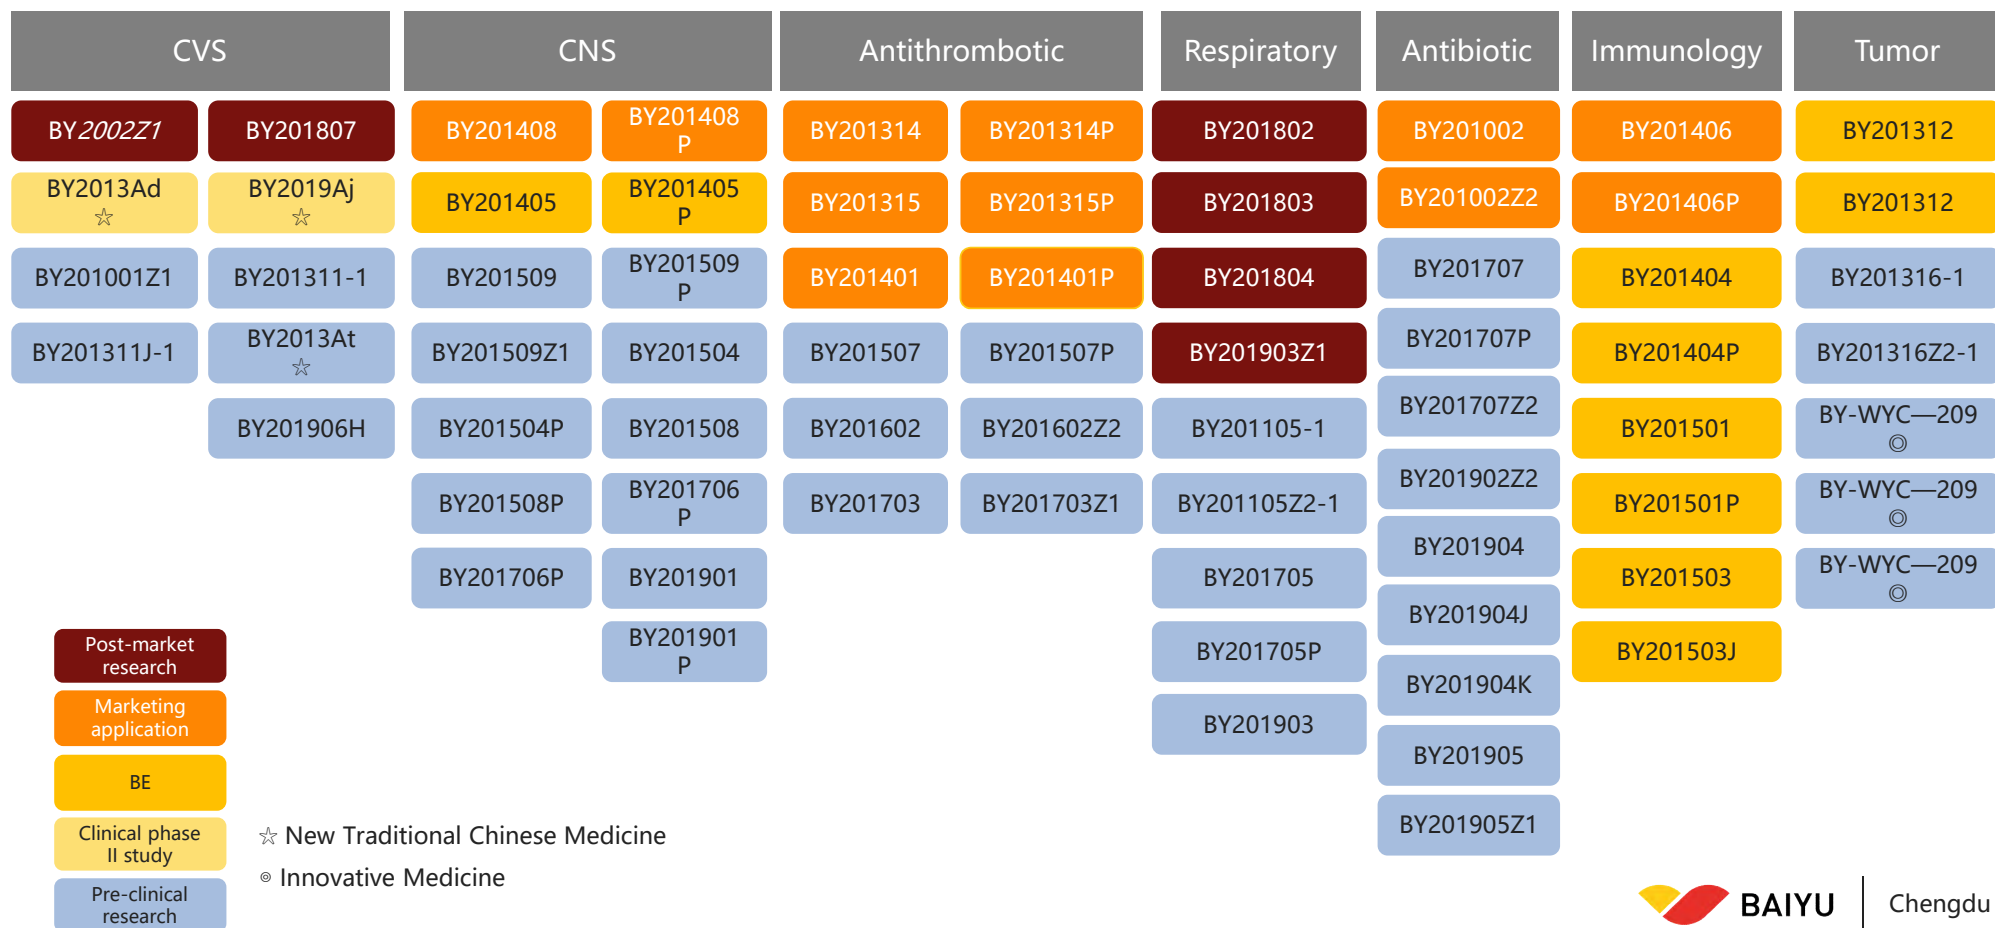 CVS
CNS
Antithrombotic
Respiratory
Antibiotic
Immunology
Tumor
BY2002Z1
BY201807
BY2013Ad
☆
BY2019Aj
☆
BY201001Z1
BY201311-1
BY201311J-1
BY2013At
☆
BY201906H
BY201408
BY201408
P
BY201405
BY201405
P
BY201509
BY201509
P
BY201509Z1
BY201504
BY201504P
BY201508
BY201508P
BY201706
P
BY201706P
BY201901
BY201901
P
BY201314
BY201314P
BY201315
BY201315P
BY201401
BY201401P
BY201507
BY201507P
BY201602
BY201602Z2
BY201703
BY201703Z1
BY201802
BY201803
BY201804
BY201903Z1
BY201105-1
BY201105Z2-1
BY201705
BY201705P
BY201903
BY201002
BY201002Z2
BY201707
BY201707P
BY201707Z2
BY201902Z2
BY201904
BY201904J
BY201904K
BY201905
BY201905Z1
BY201406
BY201406P
BY201404
BY201404P
BY201501
BY201501P
BY201503
BY201503J
BY201312
BY201312
BY201316-1
BY201316Z2-1
BY-WYC—209
◎
BY-WYC—209
◎
BY-WYC—209
◎
Post-market
research
Marketing
application
BE
Clinical phase
II study
Pre-clinical
research
☆ New Traditional Chinese Medicine
◎ Innovative Medicine
BAIYU
Chengdu